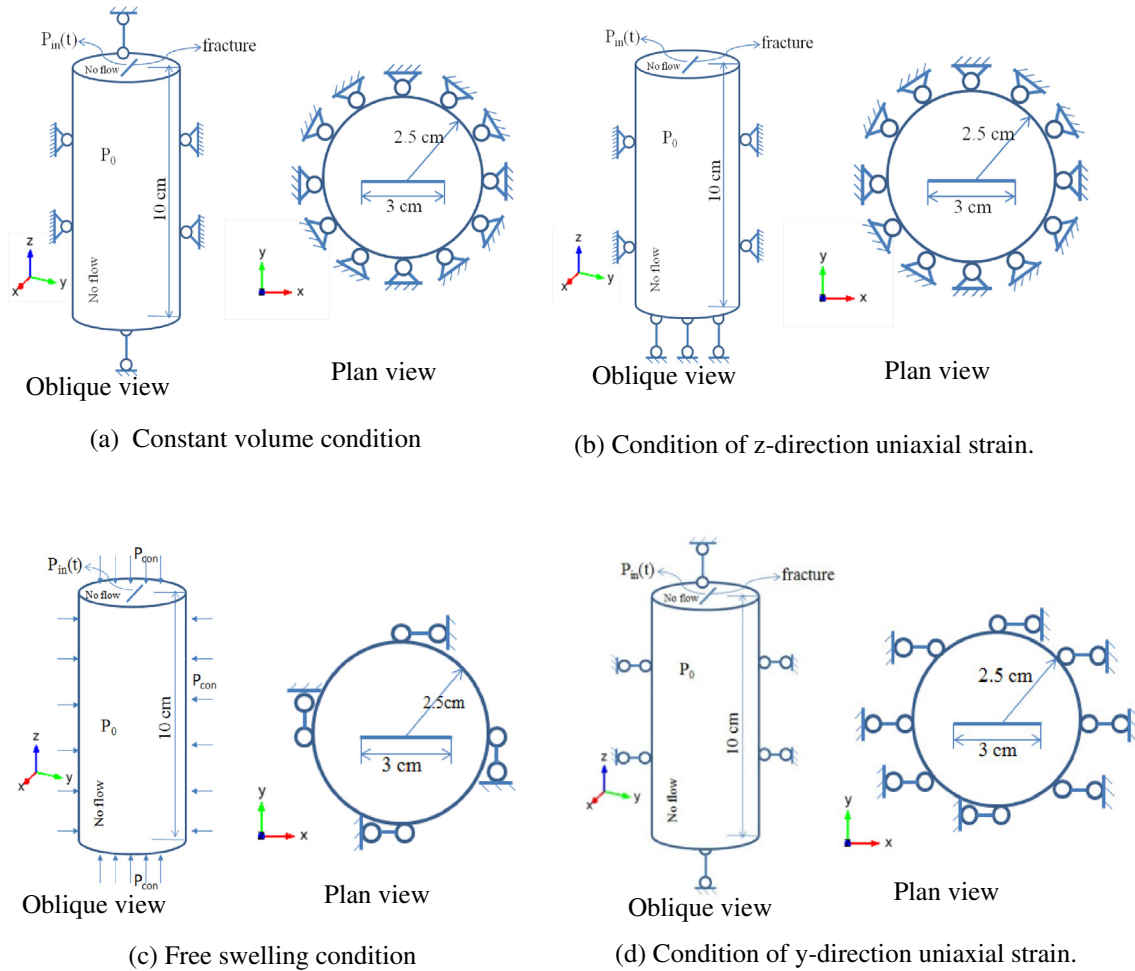 P_in(t)
fracture
No flow
P_0
10 cm
No flow
z
x
y
2.5 cm
3 cm
y
x
Oblique view
Plan view
(a) Constant volume condition
P_in(t)
fracture
No flow
P_0
10 cm
No flow
z
x
y
2.5 cm
3 cm
y
x
Oblique view
Plan view
(b) Condition of z-direction uniaxial strain.
P_con
P_in(t)
No flow
P_con
P_0
10 cm
No flow
z
x
y
P_con
2.5cm
3 cm
y
x
Oblique view
Plan view
(c) Free swelling condition
P_in(t)
fracture
No flow
P_0
10 cm
No flow
z
x
y
2.5 cm
3 cm
y
x
Oblique view
Plan view
(d) Condition of y-direction uniaxial strain.